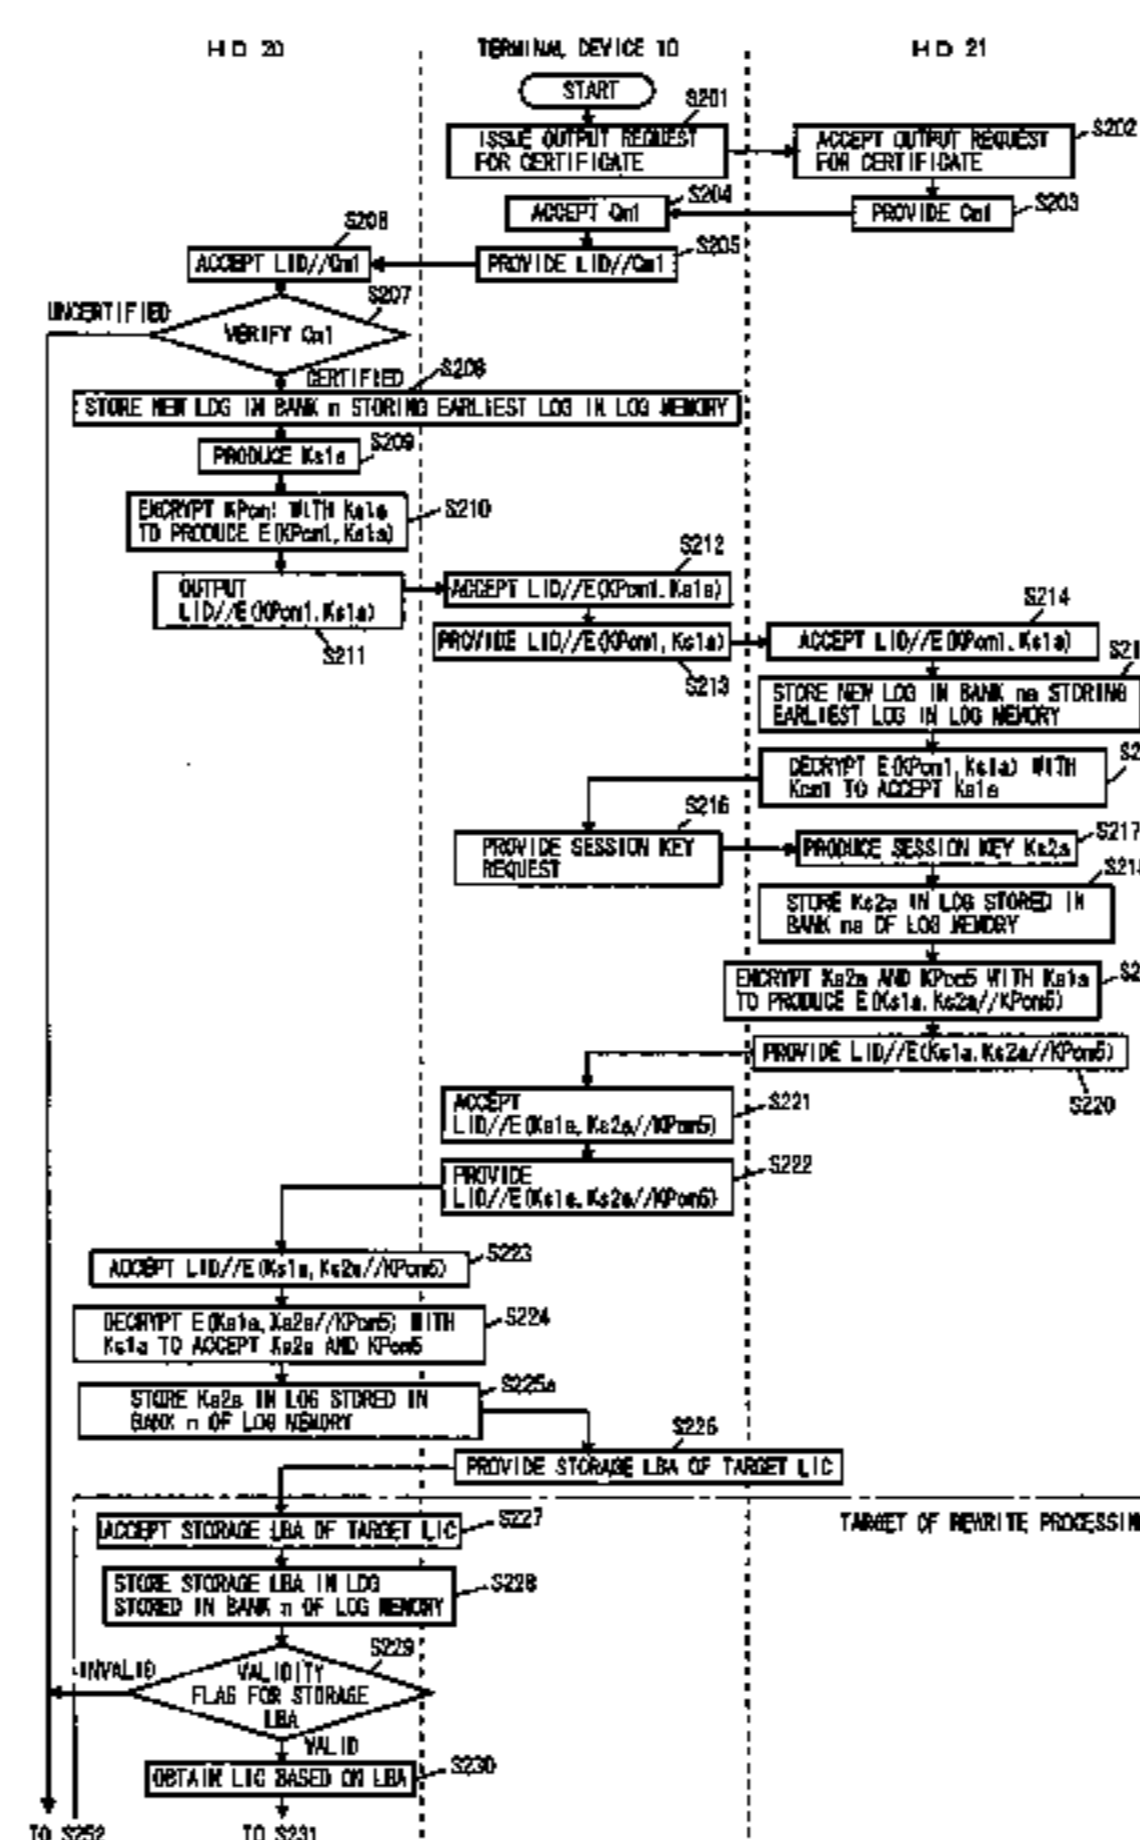 HD 20
TERMINAL DEVICE 10
HD 21
START
S201
ISSUE OUTPUT REQUEST
FOR CERTIFICATE
S202
ACCEPT OUTPUT REQUEST
FOR CERTIFICATE
S204
ACCEPT Cm1
S203
PROVIDE Cm1
S206
ACCEPT LID//Cm1
S205
PROVIDE LID//Cm1
UNCERTIFIED
S207
VERIFY Cm1
CERTIFIED
S208
STORE NEW LOG IN BANK n STORING EARLIEST LOG IN LOG MEMORY
S209
PRODUCE Ks1a
ENCRYPT KPcm1 WITH Ks1a
TO PRODUCE E(KPcm1, Ks1a)
S210
OUTPUT
LID//E(KPcm1, Ks1a)
S211
S212
ACCEPT LID//E(KPcm1, Ks1a)
PROVIDE LID//E(KPcm1, Ks1a)
S213
S214
ACCEPT LID//E(KPcm1, Ks1a)
STORE NEW LOG IN BANK ma STORING
EARLIEST LOG IN LOG MEMORY
DECRYPT E(KPcm1, Ks1a) WITH
Kcm1 TO ACCEPT Ks1a
S216
PROVIDE SESSION KEY
REQUEST
S217
PRODUCE SESSION KEY Ks2a
STORE Ks2a IN LOG STORED IN
BANK ma OF LOG MEMORY
ENCRYPT Ks2a AND KPcm5 WITH Ks1a
TO PRODUCE E(Ks1a, Ks2a//KPcm5)
PROVIDE LID//E(Ks1a, Ks2a//KPcm5)
S220
ACCEPT
LID//E(Ks1a, Ks2a//KPcm5)
S221
PROVIDE
LID//E(Ks1a, Ks2a//KPcm5)
S222
ACCEPT LID//E(Ks1a, Ks2a//KPcm5)
S223
DECRYPT E(Ks1a, Ks2a//KPcm5) WITH
Ks1a TO ACCEPT Ks2a AND KPcm5
S224
STORE Ks2a IN LOG STORED IN
BANK n OF LOG MEMORY
S225a
S226
PROVIDE STORAGE LBA OF TARGET LIC
ACCEPT STORAGE LBA OF TARGET LIC
S227
TARGET OF REWRITE PROCESSING
STORE STORAGE LBA IN LOG
STORED IN BANK n OF LOG MEMORY
S228
INVALID
S229
VALIDITY
FLAG FOR STORAGE
LBA
VALID
OBTAIN LIC BASED ON LBA
S230
TO S252
TO S231